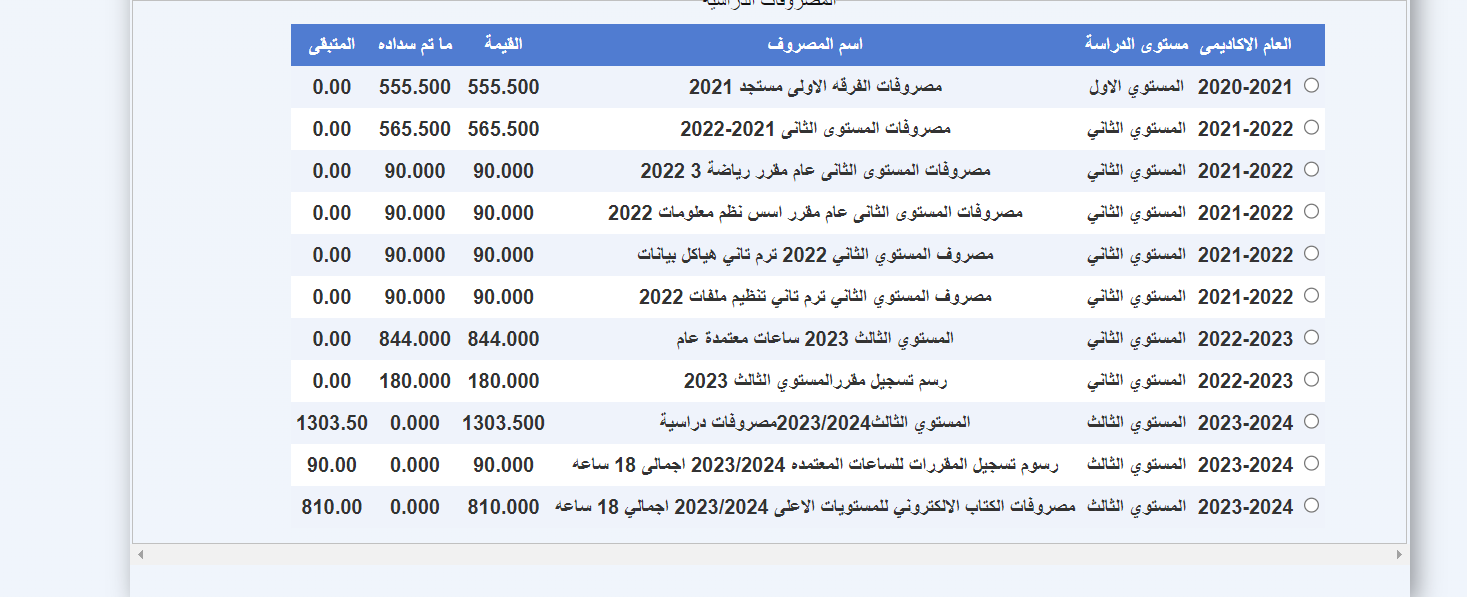 المصروفات الدراسية
العام الاكاديمى مستوى الدراسة اسم المصروف القيمة ما تم سداده المتبقى
2020-2021 المستوي الاول مصروفات الفرقه الاولى مستجد 2021 555.500 555.500 0.00
2021-2022 المستوي الثاني مصروفات المستوى الثانى 2021-2022 565.500 565.500 0.00
2021-2022 المستوي الثاني مصروفات المستوى الثانى عام مقرر رياضة 3 2022 90.000 90.000 0.00
2021-2022 المستوي الثاني مصروفات المستوى الثانى عام مقرر اسس نظم معلومات 2022 90.000 90.000 0.00
2021-2022 المستوي الثاني مصروف المستوي الثاني 2022 ترم تاني هياكل بيانات 90.000 90.000 0.00
2021-2022 المستوي الثاني مصروف المستوي الثاني ترم تاني تنظيم ملفات 2022 90.000 90.000 0.00
2022-2023 المستوي الثاني المستوي الثالث 2023 ساعات معتمدة عام 844.000 844.000 0.00
2022-2023 المستوي الثاني رسم تسجيل مقررالمستوي الثالث 2023 180.000 180.000 0.00
2023-2024 المستوي الثالث المستوي الثالث2023/2024مصروفات دراسية 1303.500 0.000 1303.50
2023-2024 المستوي الثالث رسوم تسجيل المقررات للساعات المعتمده 2023/2024 اجمالى 18 ساعه 90.000 0.000 90.00
2023-2024 المستوي الثالث مصروفات الكتاب الالكتروني للمستويات الاعلى 2023/2024 اجمالي 18 ساعه 810.000 0.000 810.00